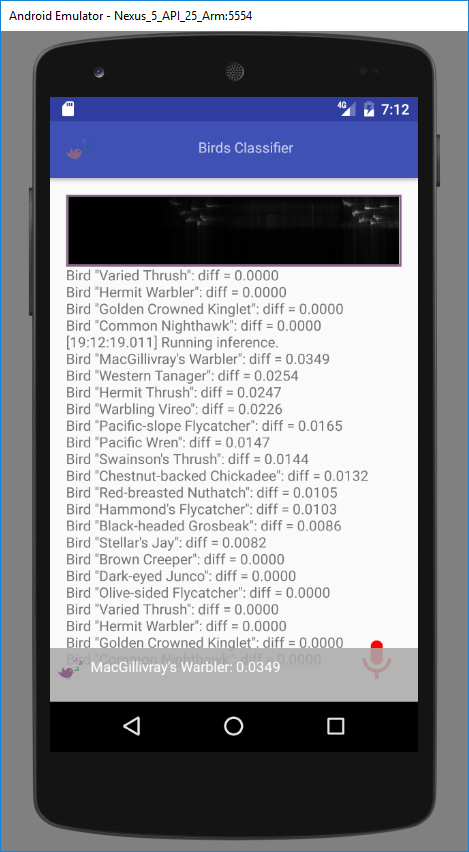 Android Emulator - Nexus_5_API_25_Arm:5554
4G 7:12
Birds Classifier
Bird "Varied Thrush": diff = 0.0000
Bird "Hermit Warbler": diff = 0.0000
Bird "Golden Crowned Kinglet": diff = 0.0000
Bird "Common Nighthawk": diff = 0.0000
[19:12:19.011] Running inference.
Bird "MacGillivray's Warbler": diff = 0.0349
Bird "Western Tanager": diff = 0.0254
Bird "Hermit Thrush": diff = 0.0247
Bird "Warbling Vireo": diff = 0.0226
Bird "Pacific-slope Flycatcher": diff = 0.0165
Bird "Pacific Wren": diff = 0.0147
Bird "Swainson's Thrush": diff = 0.0144
Bird "Chestnut-backed Chickadee": diff = 0.0132
Bird "Red-breasted Nuthatch": diff = 0.0105
Bird "Hammond's Flycatcher": diff = 0.0103
Bird "Black-headed Grosbeak": diff = 0.0086
Bird "Stellar's Jay": diff = 0.0082
Bird "Brown Creeper": diff = 0.0000
Bird "Dark-eyed Junco": diff = 0.0000
Bird "Olive-sided Flycatcher": diff = 0.0000
Bird "Varied Thrush": diff = 0.0000
Bird "Hermit Warbler": diff = 0.0000
Bird "Golden Crowned Kinglet": diff = 0.0000
Bird "Common Nighthawk": diff = 0.0000
MacGillivray's Warbler: 0.0349